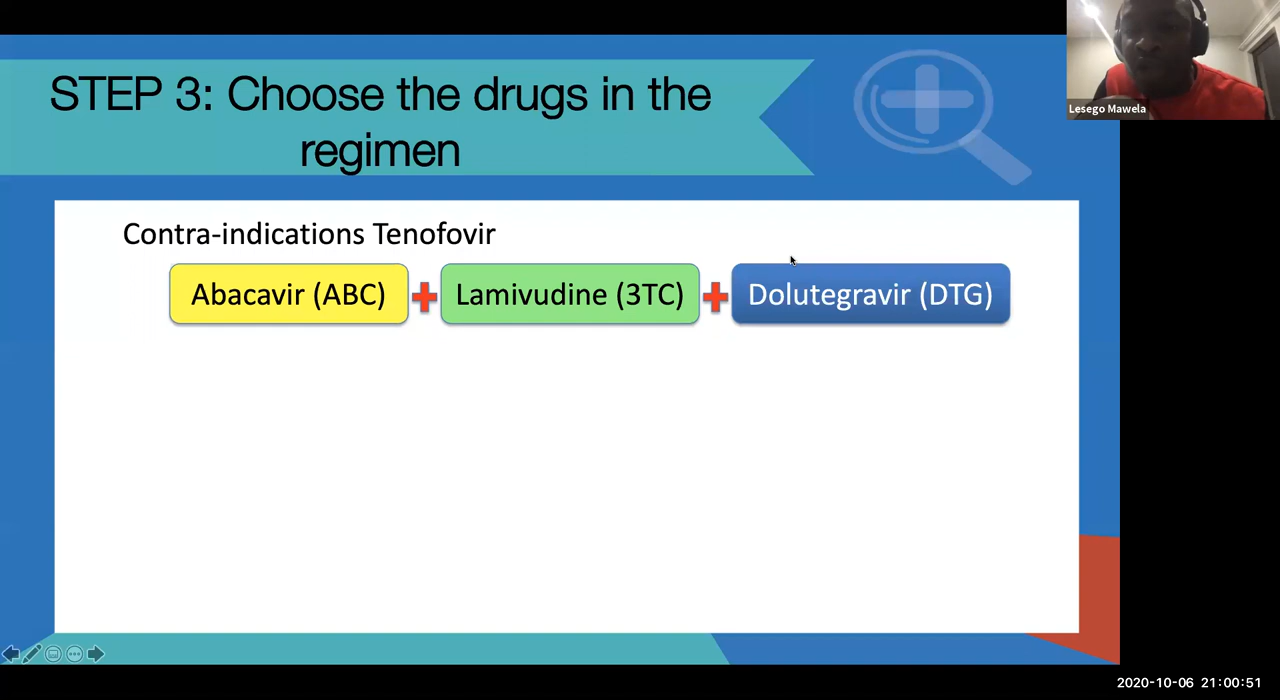 STEP 3: Choose the drugs in the
regimen
Lesego Mawela
Contra-indications Tenofovir
Abacavir (ABC) + Lamivudine (3TC) + Dolutegravir (DTG)
2020-10-06 21:00:51